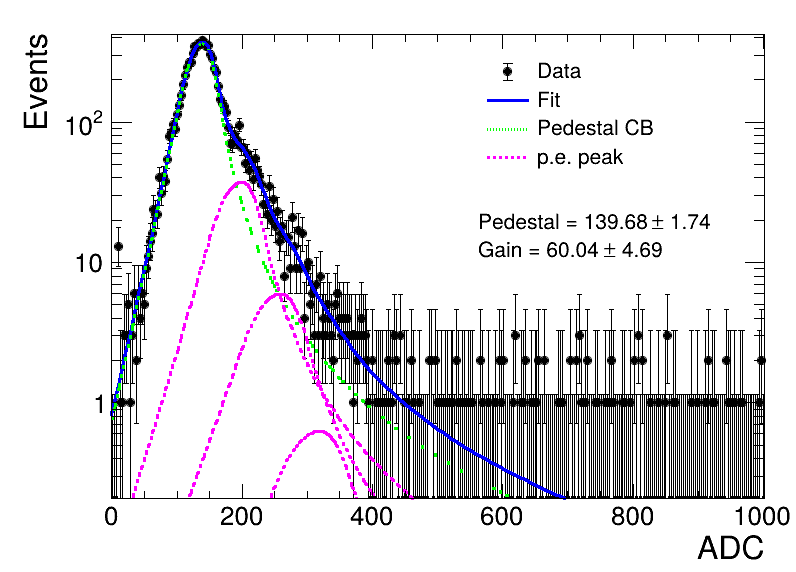 Events
Data
Fit
Pedestal CB
p.e. peak
Pedestal = 139.68 ± 1.74
Gain = 60.04 ± 4.69
10²
10
1
0 200 400 600 800 1000
ADC